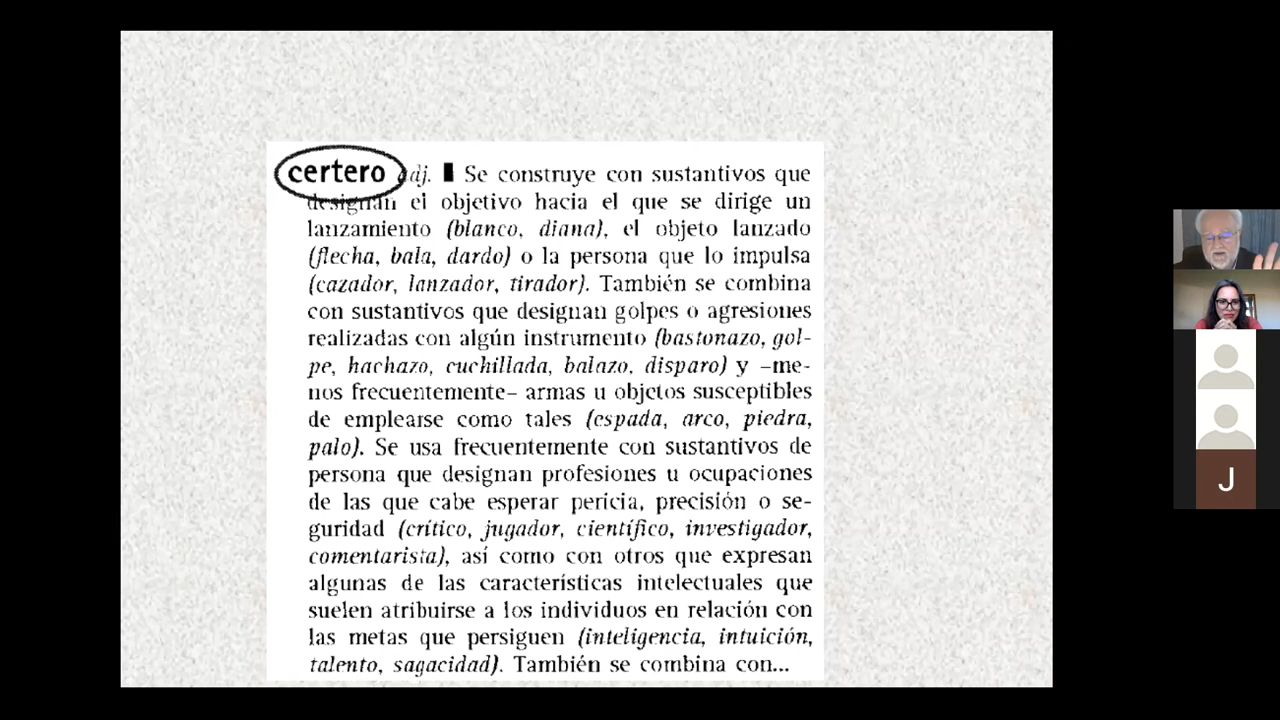 certero adj. ▮ Se construye con sustantivos que
designan el objetivo hacia el que se dirige un
lanzamiento (blanco, diana), el objeto lanzado
(flecha, bala, dardo) o la persona que lo impulsa
(cazador, lanzador, tirador). También se combina
con sustantivos que designan golpes o agresiones
realizadas con algún instrumento (bastonazo, gol-
pe, hachazo, cuchillada, balazo, disparo) y –me-
nos frecuentemente– armas u objetos susceptibles
de emplearse como tales (espada, arco, piedra,
palo). Se usa frecuentemente con sustantivos de
persona que designan profesiones u ocupaciones
de las que cabe esperar pericia, precisión o se-
guridad (crítico, jugador, científico, investigador,
comentarista), así como con otros que expresan
algunas de las características intelectuales que
suelen atribuirse a los individuos en relación con
las metas que persiguen (inteligencia, intuición,
talento, sagacidad). También se combina con...
J